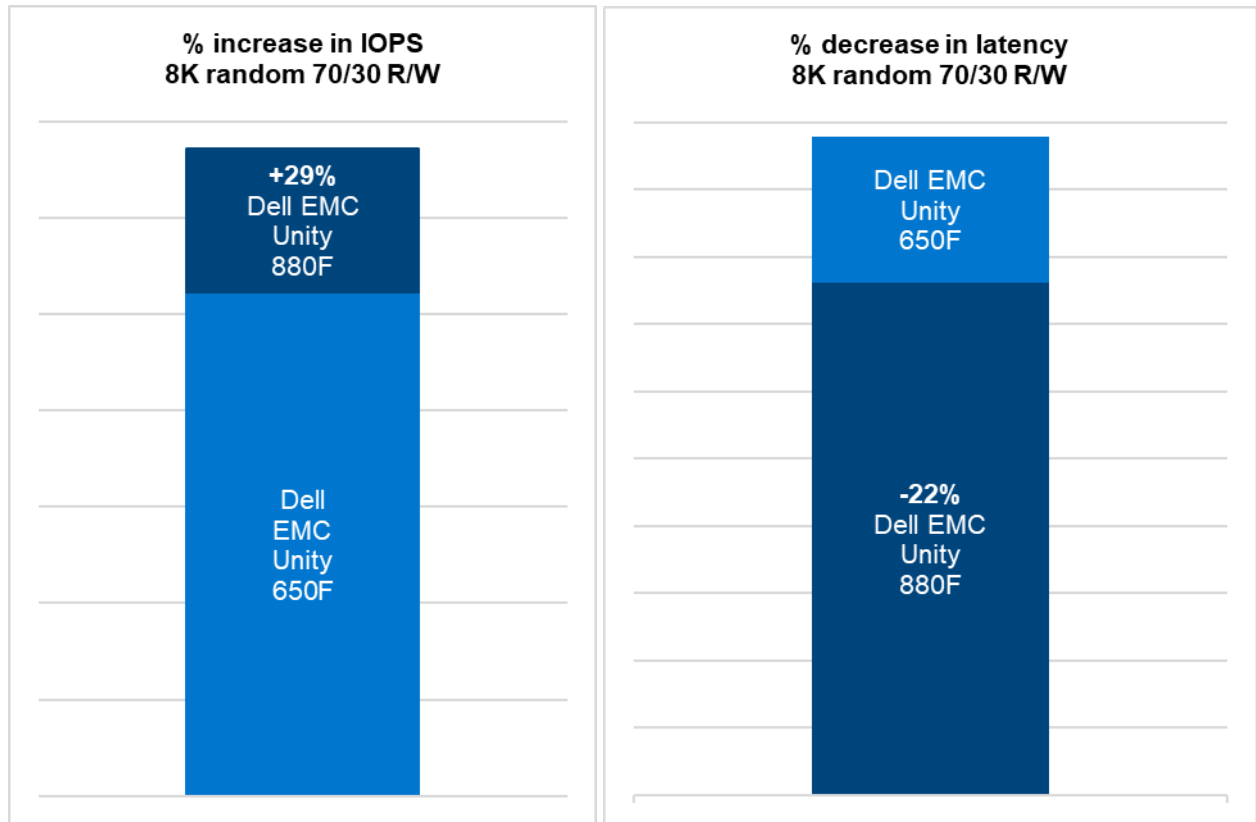 % increase in IOPS
8K random 70/30 R/W
+29%
Dell EMC
Unity
880F
Dell
EMC
Unity
650F
% decrease in latency
8K random 70/30 R/W
Dell EMC
Unity
650F
-22%
Dell EMC
Unity
880F